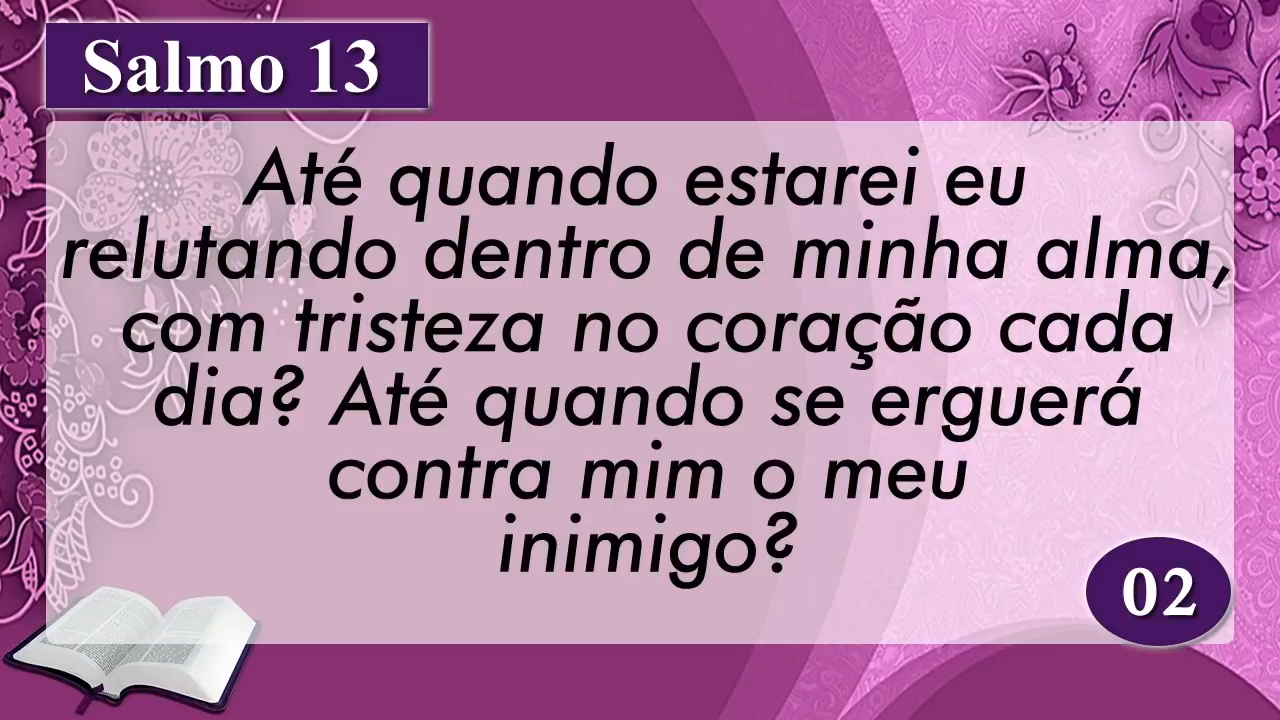 Salmo 13
Até quando estarei eu
relutando dentro de minha alma,
com tristeza no coração cada
dia? Até quando se erguerá
contra mim o meu
inimigo?
02